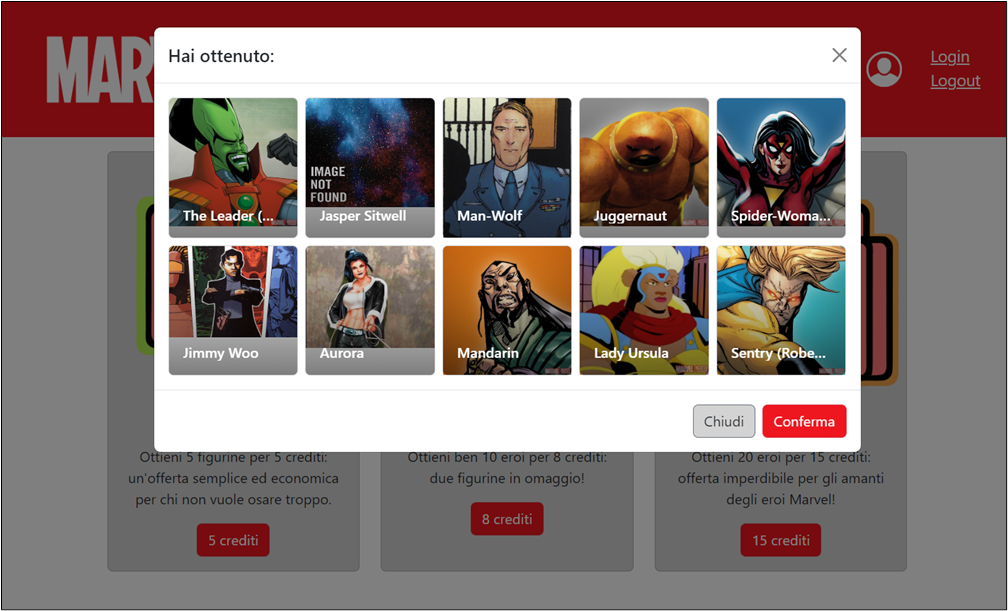 MAR
Hai ottenuto:
Login
Logout
The Leader (...
IMAGE
NOT
FOUND
Jasper Sitwell
Man-Wolf
Juggernaut
Spider-Woma...
Jimmy Woo
Aurora
Mandarin
Lady Ursula
Sentry (Robe...
Chiudi
Conferma
Ottieni 5 figurine per 5 crediti:
un'offerta semplice ed economica
per chi non vuole osare troppo.
5 crediti
Ottieni ben 10 eroi per 8 crediti:
due figurine in omaggio!
8 crediti
Ottieni 20 eroi per 15 crediti:
offerta imperdibile per gli amanti
degli eroi Marvel!
15 crediti